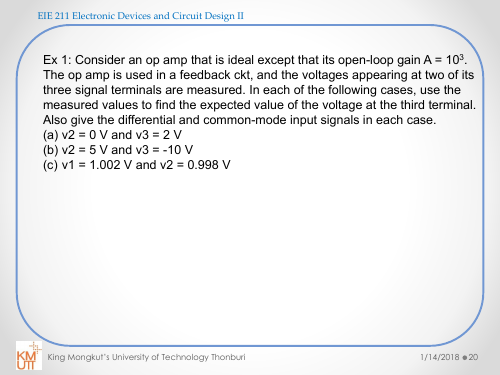 EIE 211 Electronic Devices and Circuit Design II
Ex 1: Consider an op amp that is ideal except that its open-loop gain A = 10³.
The op amp is used in a feedback ckt, and the voltages appearing at two of its
three signal terminals are measured. In each of the following cases, use the
measured values to find the expected value of the voltage at the third terminal.
Also give the differential and common-mode input signals in each case.
(a) v2 = 0 V and v3 = 2 V
(b) v2 = 5 V and v3 = -10 V
(c) v1 = 1.002 V and v2 = 0.998 V
KMUTT
King Mongkut's University of Technology Thonburi 1/14/2018 ● 20